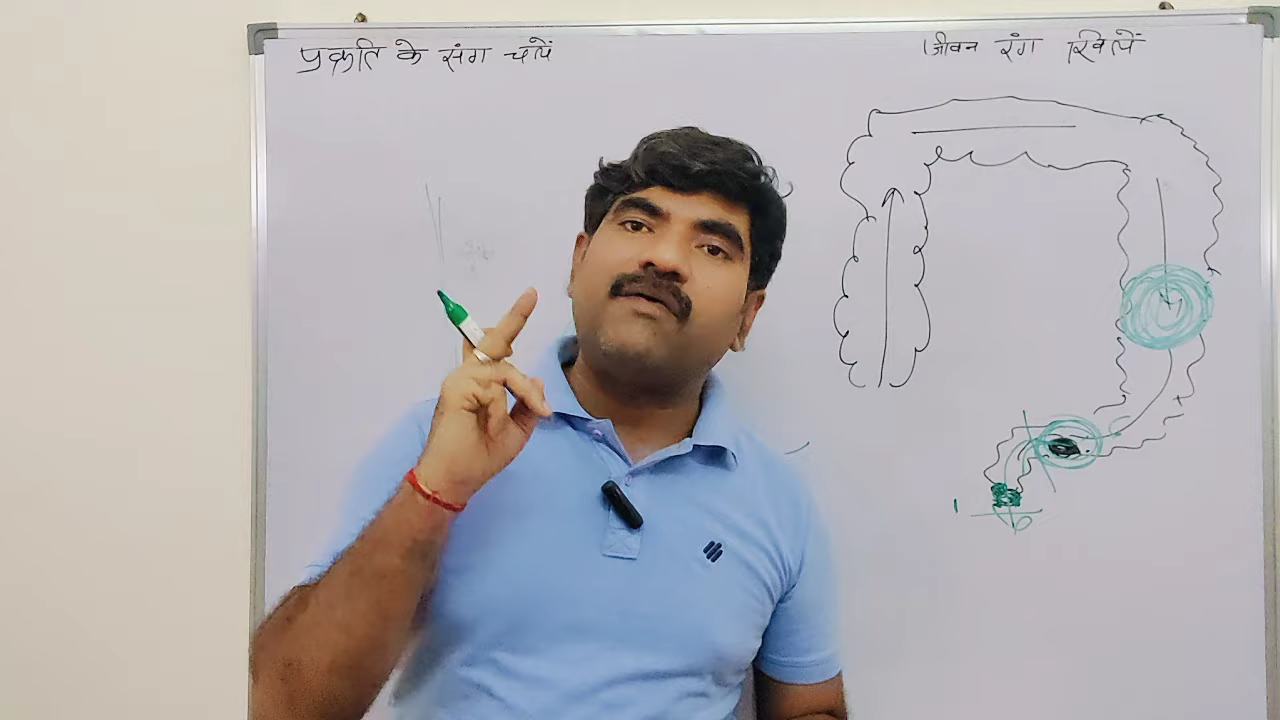 प्रकृति के संग चलें
जीवन रंग खिलें